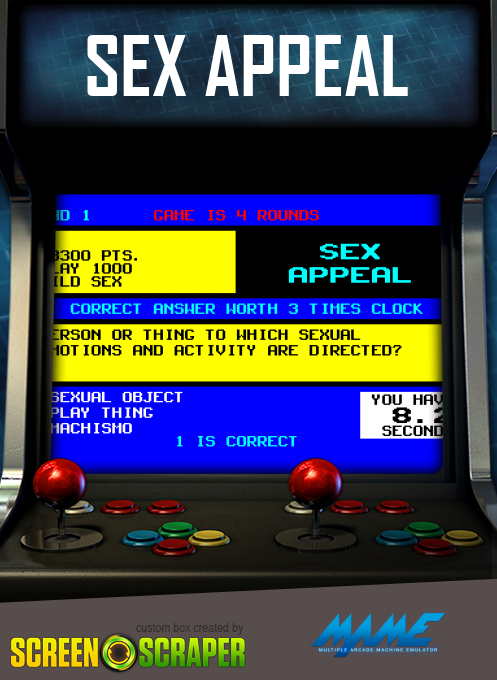 SEX APPEAL
ND 1 GAME IS 4 ROUNDS
3300 PTS.
LAY 1000
ILD SEX
SEX
APPEAL
CORRECT ANSWER WORTH 3 TIMES CLOCK
ERSON OR THING TO WHICH SEXUAL
MOTIONS AND ACTIVITY ARE DIRECTED?
SEXUAL OBJECT
PLAY THING
MACHISMO
1 IS CORRECT
YOU HAV
8.2
SECOND
custom box created by
SCREEN SCRAPER
MAME
MULTIPLE ARCADE MACHINE EMULATOR